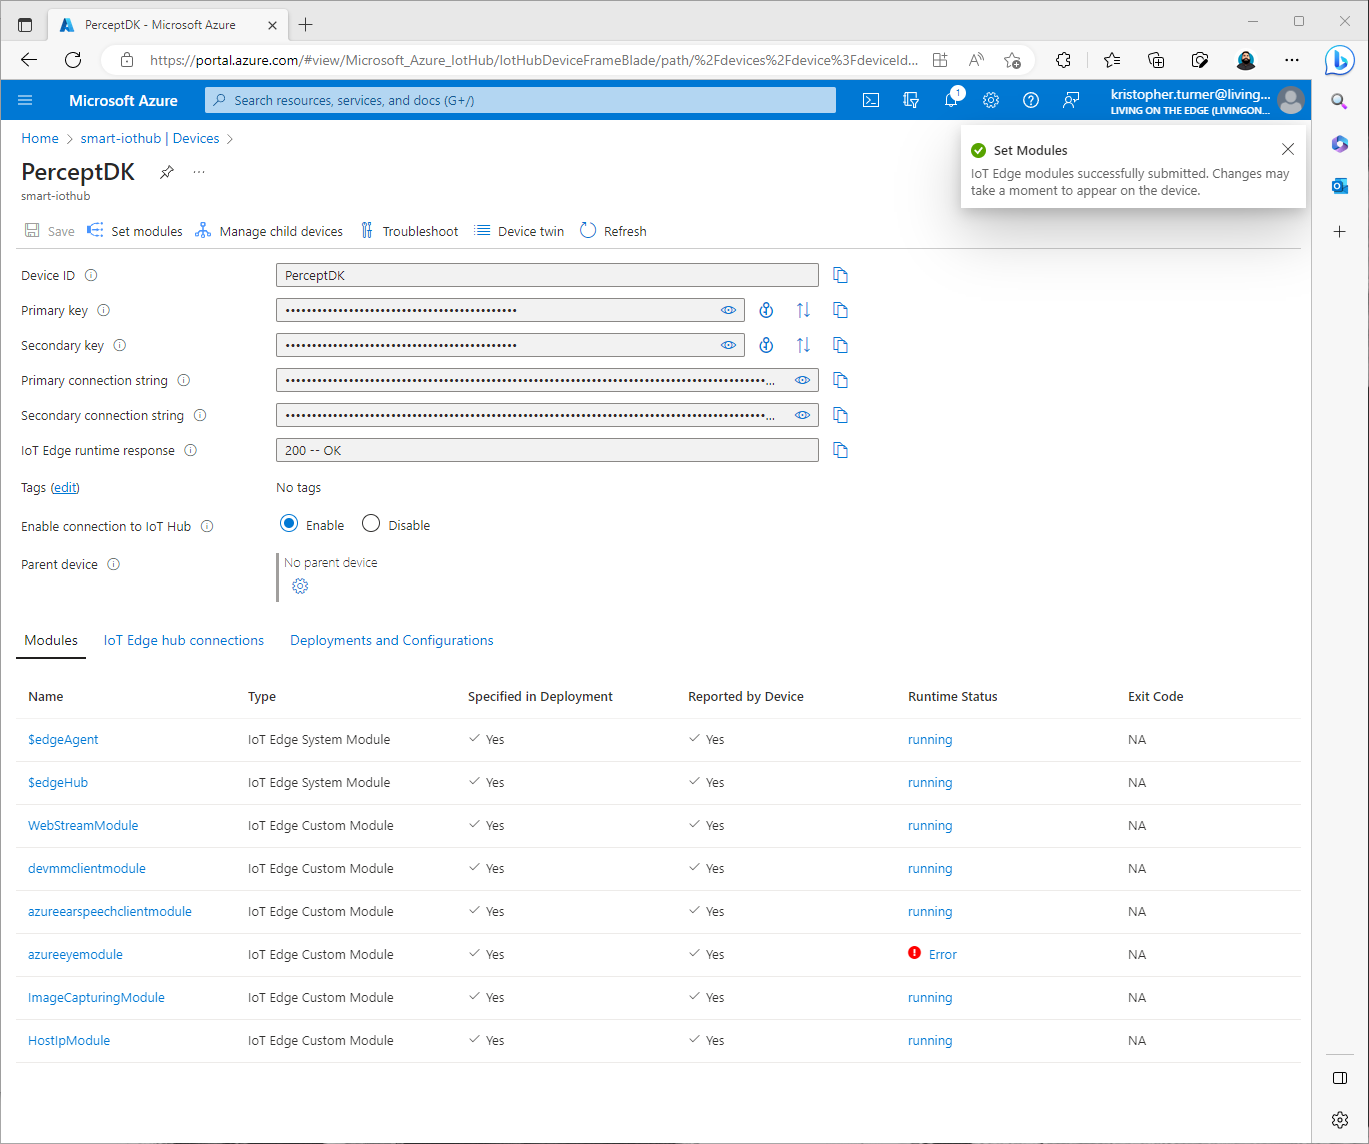 PerceptDK - Microsoft Azure
https://portal.azure.com/#view/Microsoft_Azure_IotHub/IotHubDeviceFrameBlade/path/%2Fdevices%2Fdevice%3FdeviceId...
Microsoft Azure
Search resources, services, and docs (G+/)
1
kristopher.turner@living...
LIVING ON THE EDGE (LIVINGON...
Home > smart-iothub | Devices >
PerceptDK
smart-iothub
Set Modules
IoT Edge modules successfully submitted. Changes may
take a moment to appear on the device.
Save Set modules Manage child devices Troubleshoot Device twin Refresh
Device ID PerceptDK
Primary key
Secondary key
Primary connection string ...
Secondary connection string ...
IoT Edge runtime response 200 -- OK
Tags (edit) No tags
Enable connection to IoT Hub Enable Disable
Parent device No parent device
Modules IoT Edge hub connections Deployments and Configurations
Name Type Specified in Deployment Reported by Device Runtime Status Exit Code
$edgeAgent IoT Edge System Module Yes Yes running NA
$edgeHub IoT Edge System Module Yes Yes running NA
WebStreamModule IoT Edge Custom Module Yes Yes running NA
devmmclientmodule IoT Edge Custom Module Yes Yes running NA
azureearspeechclientmodule IoT Edge Custom Module Yes Yes running NA
azureeyemodule IoT Edge Custom Module Yes Yes Error NA
ImageCapturingModule IoT Edge Custom Module Yes Yes running NA
HostIpModule IoT Edge Custom Module Yes Yes running NA